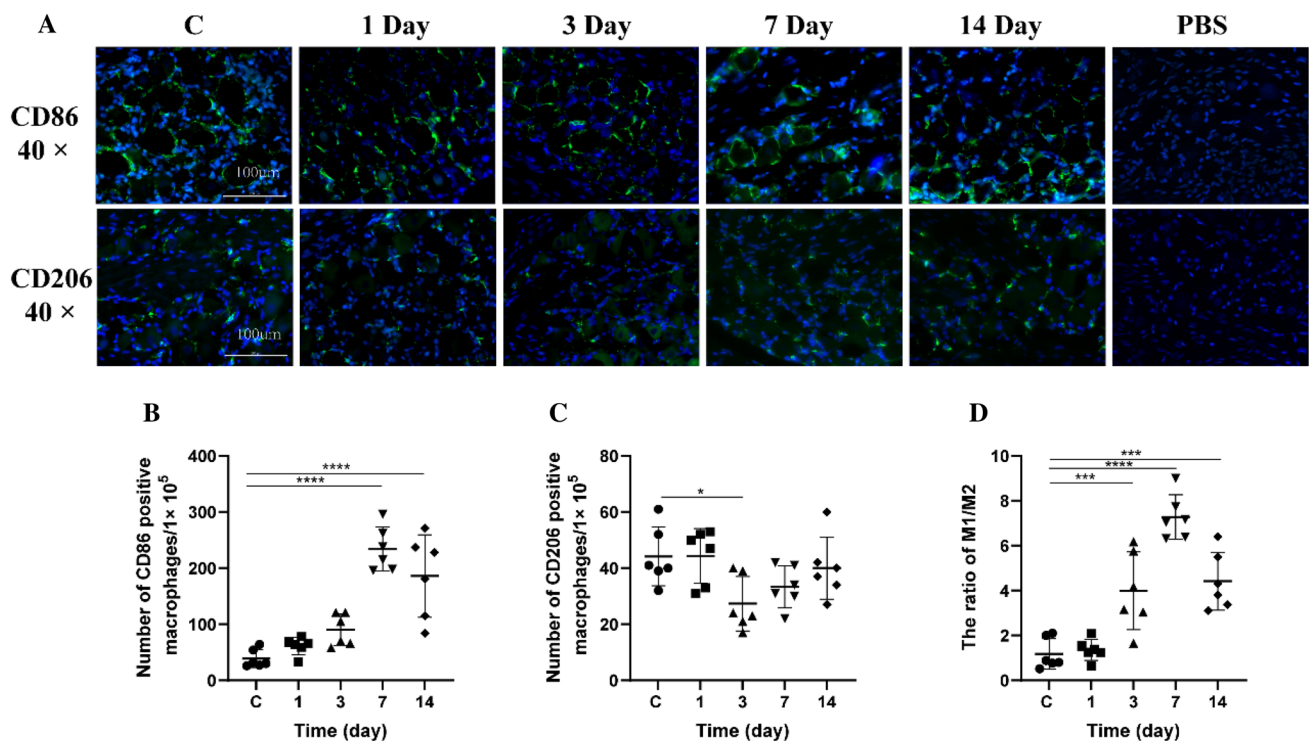 A C 1 Day 3 Day 7 Day 14 Day PBS
CD86
40 ×
100μm
CD206
40 ×
100μm
B
Number of CD86 positive
macrophages/1× 10⁵
400
300
200
100
0
****
****
C 1 3 7 14
Time (day)
C
Number of CD206 positive
macrophages/1× 10⁵
80
60
40
20
0
*
C 1 3 7 14
Time (day)
D
The ratio of M1/M2
10
8
6
4
2
0
***
****
***
C 1 3 7 14
Time (day)